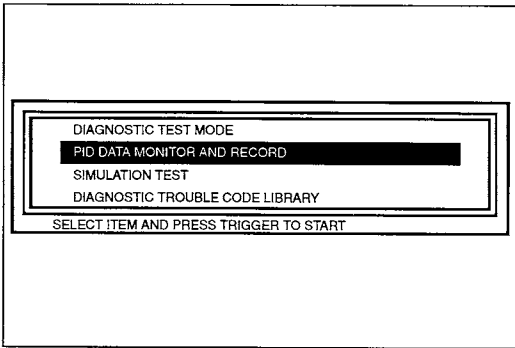 DIAGNOSTIC TEST MODE
PID DATA MONITOR AND RECORD
SIMULATION TEST
DIAGNOSTIC TROUBLE CODE LIBRARY
SELECT ITEM AND PRESS TRIGGER TO START